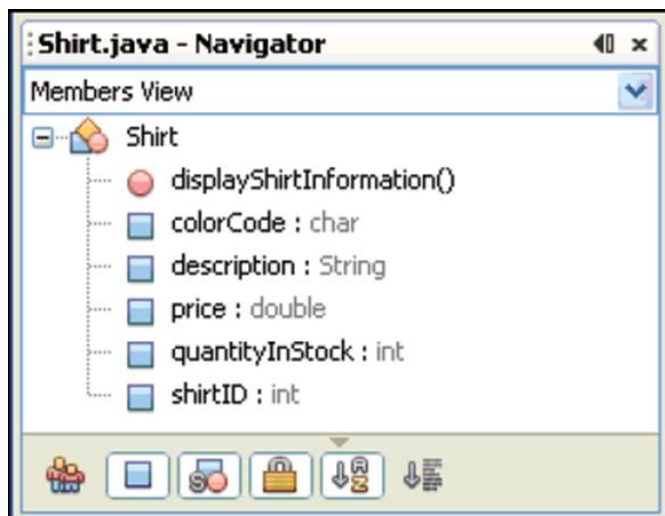 Shirt.java - Navigator
Members View
Shirt
displayShirtInformation()
colorCode : char
description : String
price : double
quantityInStock : int
shirtID : int